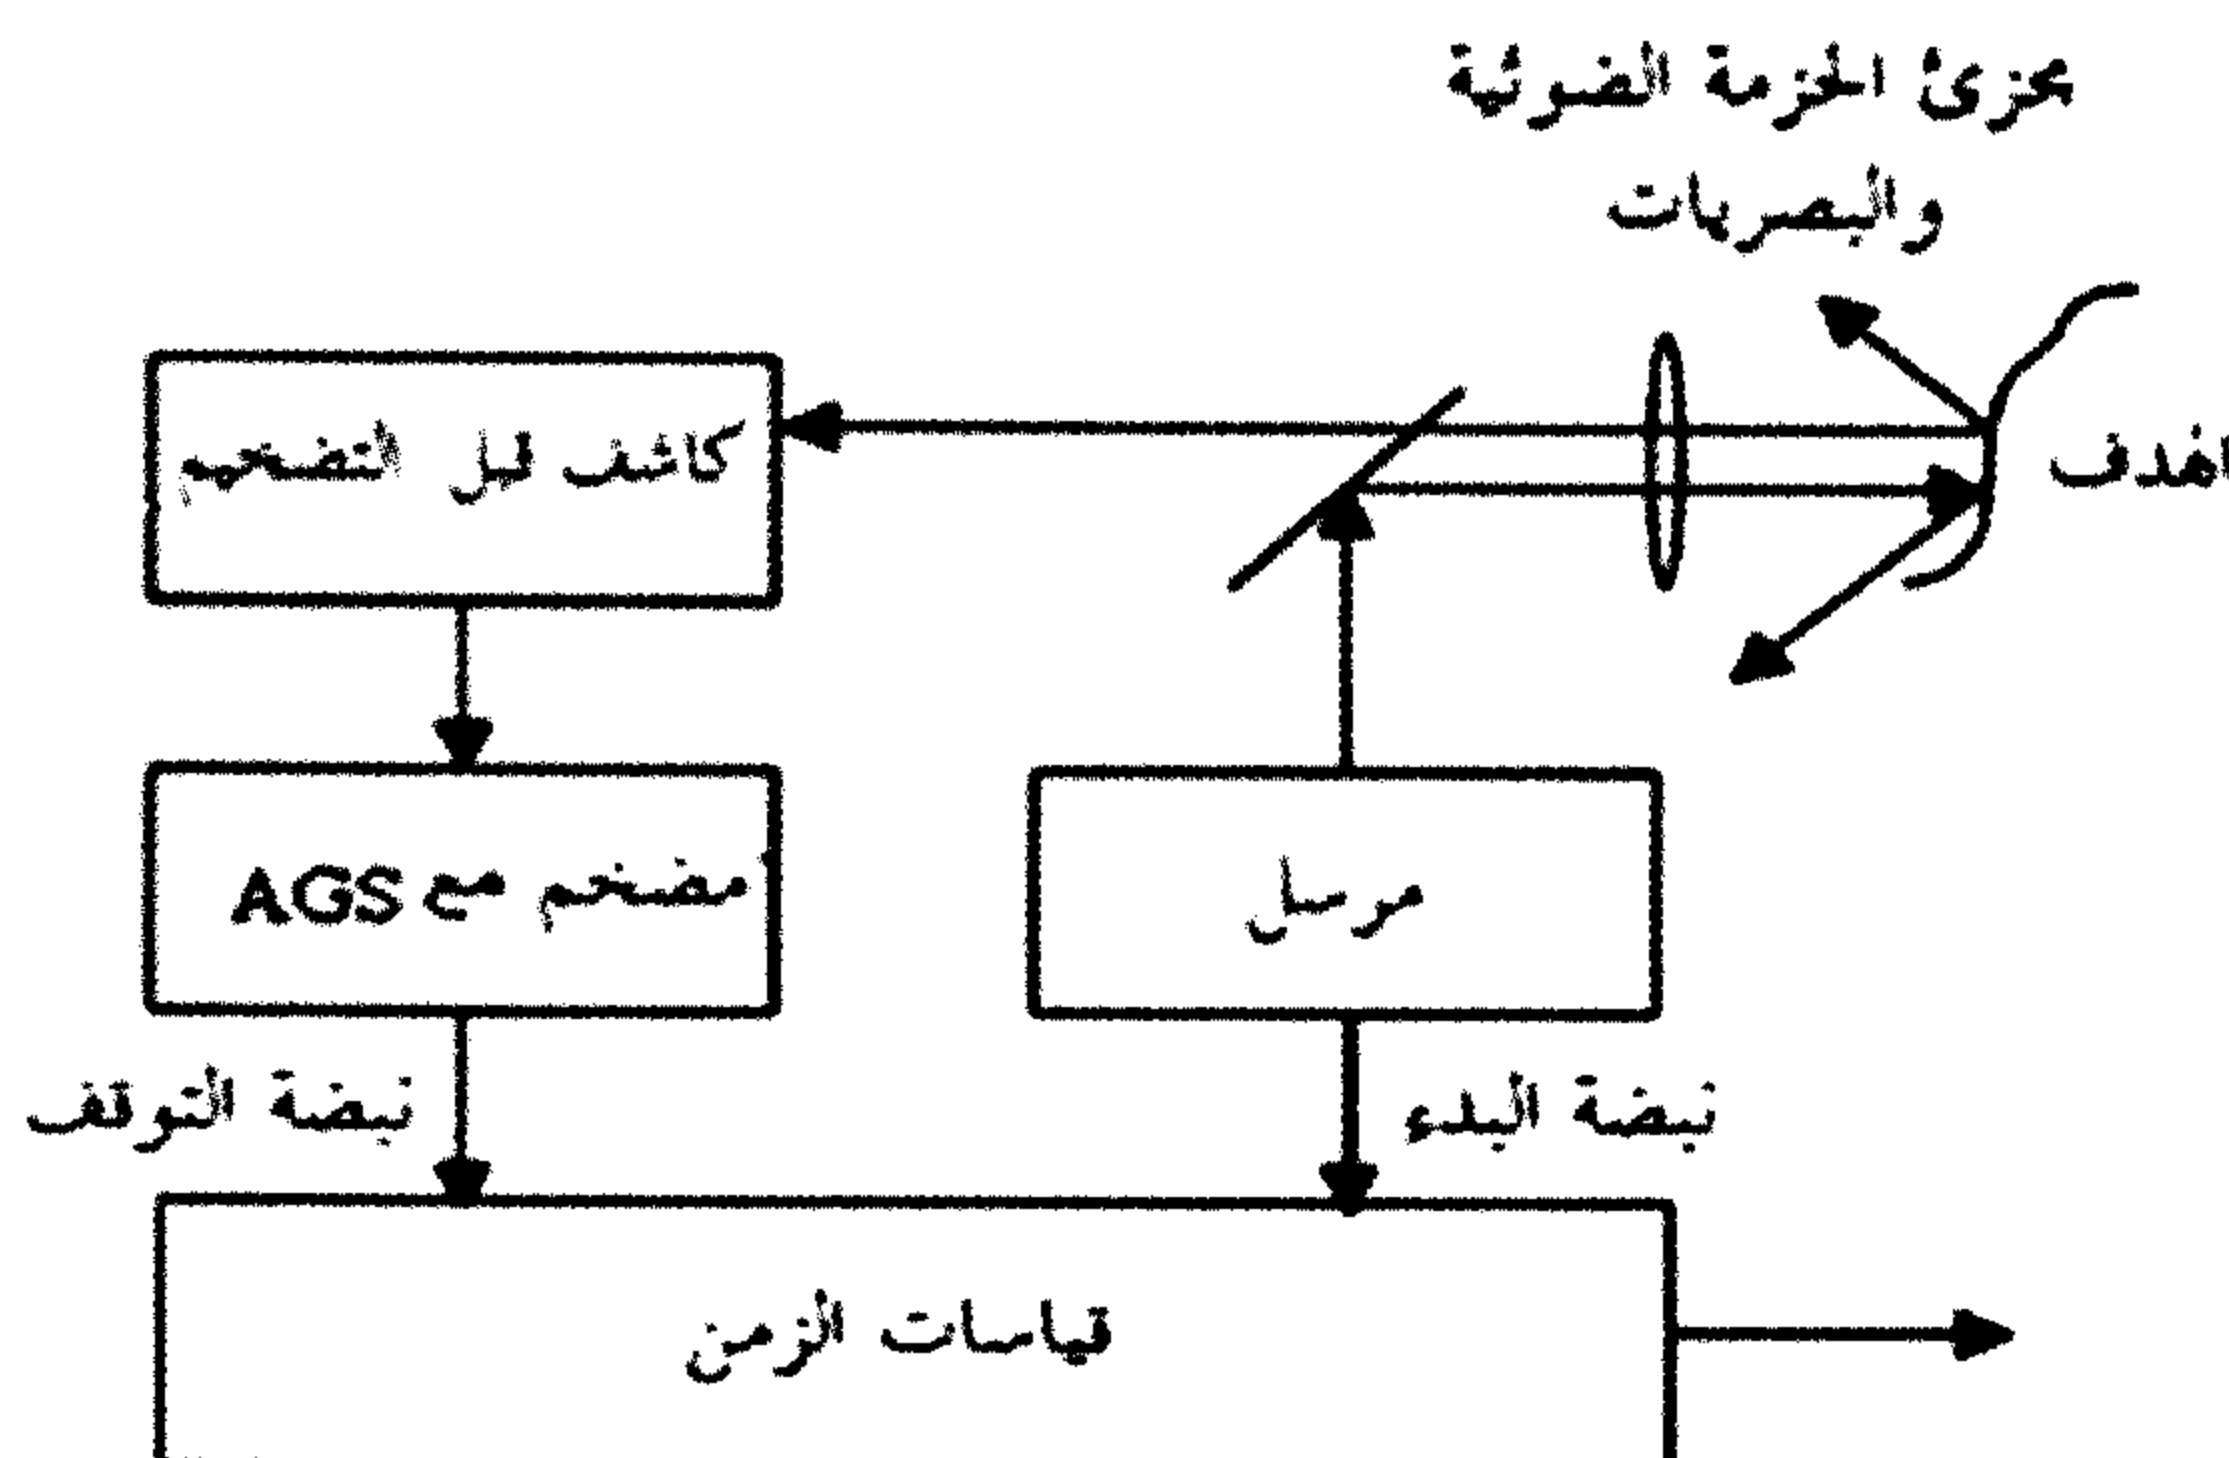 مجزئ الحزمة الضوئية
والبصريات
الهدف
كاشف قبل التضخيم
مضخم مع AGS
مرسل
نبضة التوقف
نبضة البدء
قياسات الزمن